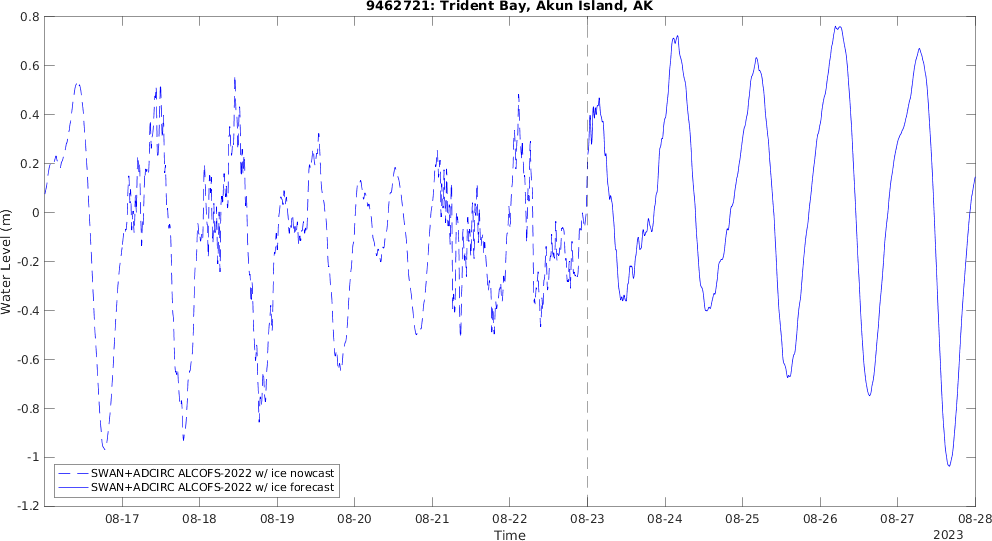 9462721: Trident Bay, Akun Island, AK
Water Level (m)
0.8
0.6
0.4
0.2
0
-0.2
-0.4
-0.6
-0.8
-1
-1.2
SWAN+ADCIRC ALCOFS-2022 w/ ice nowcast
SWAN+ADCIRC ALCOFS-2022 w/ ice forecast
08-17 08-18 08-19 08-20 08-21 08-22 08-23 08-24 08-25 08-26 08-27 08-28
Time
2023